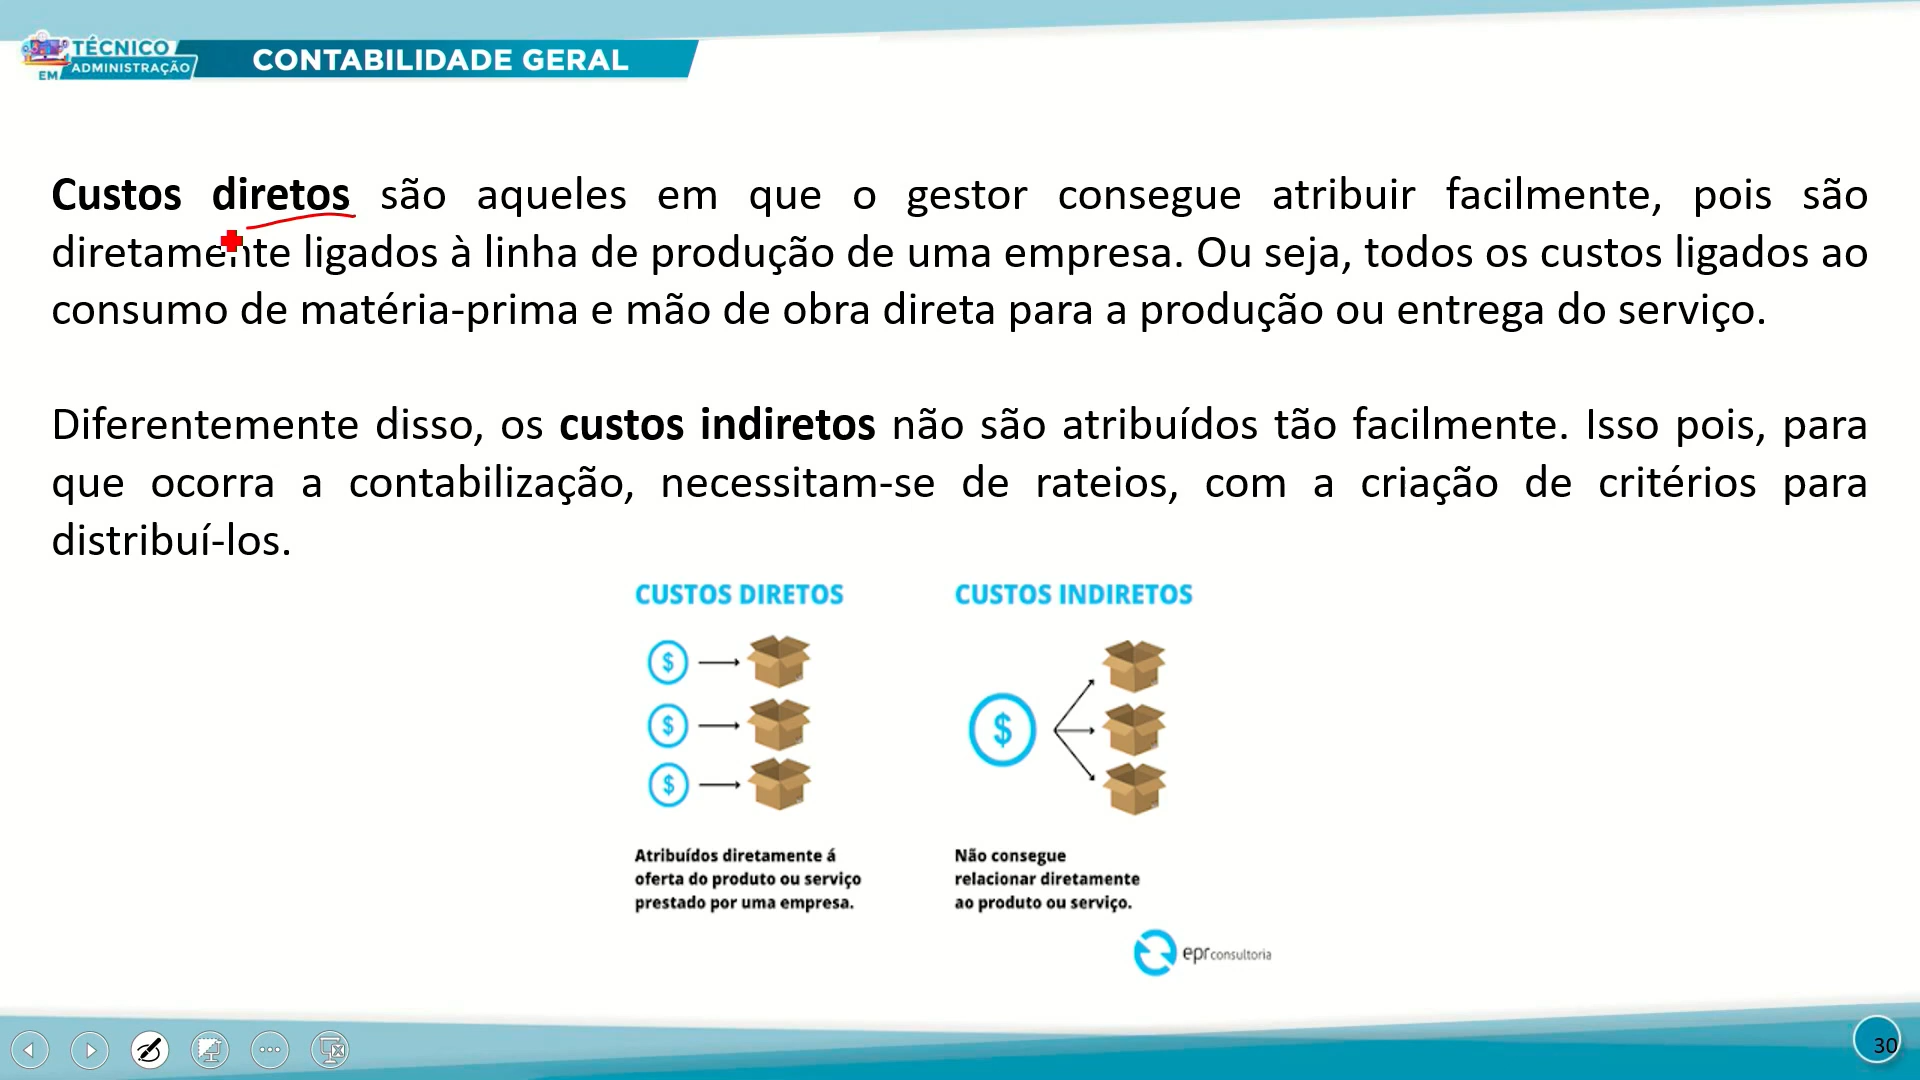 TÉCNICO
EM ADMINISTRAÇÃO
CONTABILIDADE GERAL
Custos diretos são aqueles em que o gestor consegue atribuir facilmente, pois são
diretamente ligados à linha de produção de uma empresa. Ou seja, todos os custos ligados ao
consumo de matéria-prima e mão de obra direta para a produção ou entrega do serviço.
Diferentemente disso, os custos indiretos não são atribuídos tão facilmente. Isso pois, para
que ocorra a contabilização, necessitam-se de rateios, com a criação de critérios para
distribuí-los.
CUSTOS DIRETOS
$
$
$
Atribuídos diretamente á
oferta do produto ou serviço
prestado por uma empresa.
CUSTOS INDIRETOS
$
Não consegue
relacionar diretamente
ao produto ou serviço.
epr consultoria
30